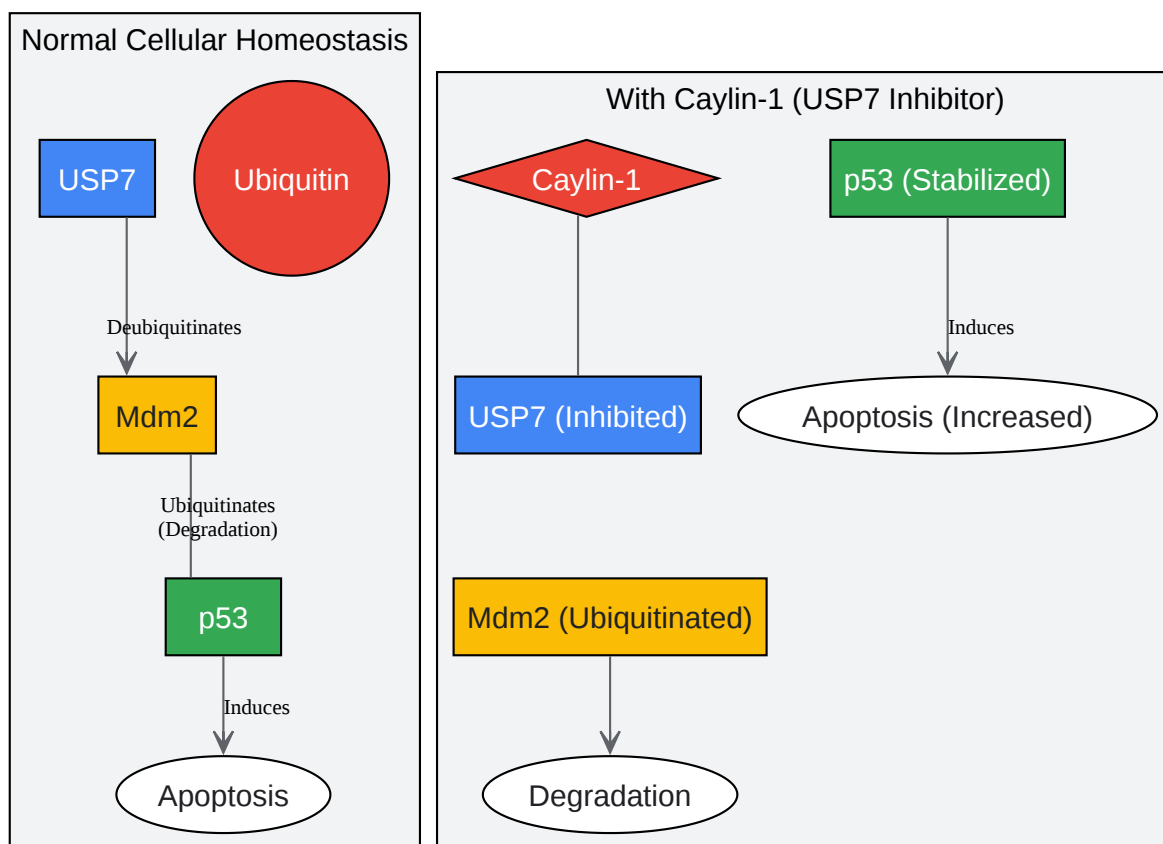 Normal Cellular Homeostasis
USP7
Ubiquitin
Deubiquitinates
Mdm2
Ubiquitinates
(Degradation)
p53
Induces
Apoptosis
With Caylin-1 (USP7 Inhibitor)
Caylin-1
p53 (Stabilized)
Induces
USP7 (Inhibited)
Apoptosis (Increased)
Mdm2 (Ubiquitinated)
Degradation